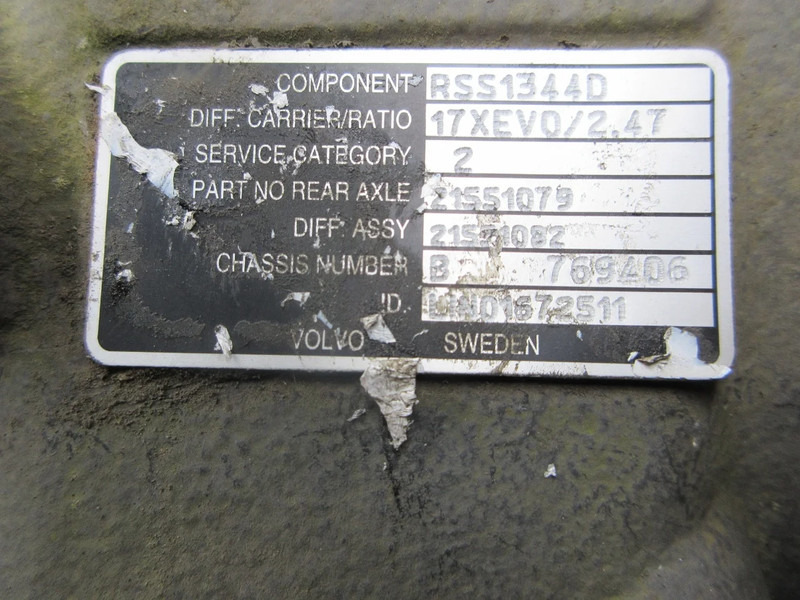 COMPONENT RSS1344D
DIFF. CARRIER/RATIO 17XEVO/2.47
SERVICE CATEGORY 2
PART NO REAR AXLE 21551079
DIFF. ASSY
CHASSIS NUMBER B 769406
ID.
VOLVO SWEDEN